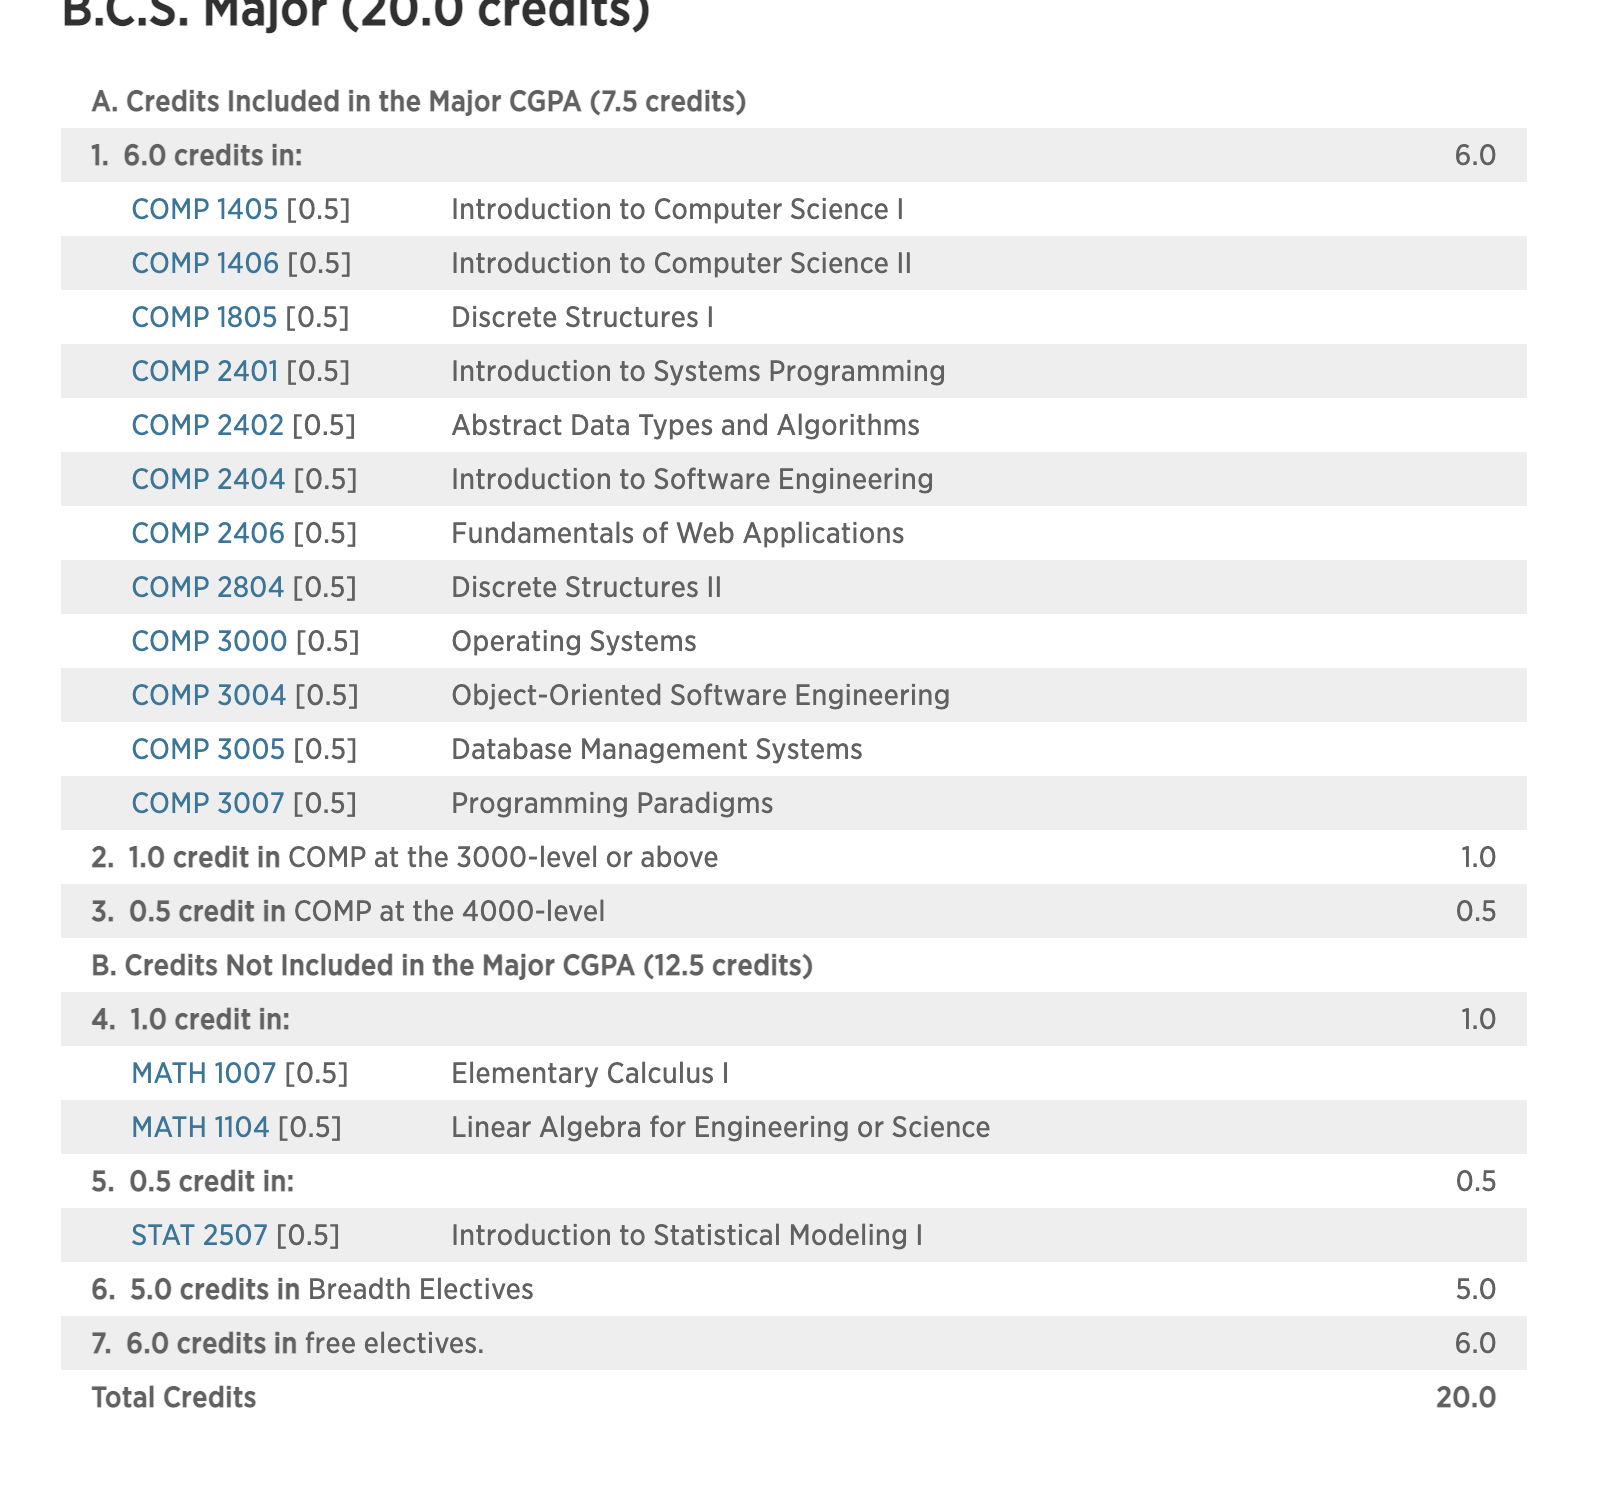 B.C.S. Major (20.0 credits)
A. Credits Included in the Major CGPA (7.5 credits)
1. 6.0 credits in: 6.0
COMP 1405 [0.5] Introduction to Computer Science I
COMP 1406 [0.5] Introduction to Computer Science II
COMP 1805 [0.5] Discrete Structures I
COMP 2401 [0.5] Introduction to Systems Programming
COMP 2402 [0.5] Abstract Data Types and Algorithms
COMP 2404 [0.5] Introduction to Software Engineering
COMP 2406 [0.5] Fundamentals of Web Applications
COMP 2804 [0.5] Discrete Structures II
COMP 3000 [0.5] Operating Systems
COMP 3004 [0.5] Object-Oriented Software Engineering
COMP 3005 [0.5] Database Management Systems
COMP 3007 [0.5] Programming Paradigms
2. 1.0 credit in COMP at the 3000-level or above 1.0
3. 0.5 credit in COMP at the 4000-level 0.5
B. Credits Not Included in the Major CGPA (12.5 credits)
4. 1.0 credit in: 1.0
MATH 1007 [0.5] Elementary Calculus I
MATH 1104 [0.5] Linear Algebra for Engineering or Science
5. 0.5 credit in: 0.5
STAT 2507 [0.5] Introduction to Statistical Modeling I
6. 5.0 credits in Breadth Electives 5.0
7. 6.0 credits in free electives. 6.0
Total Credits 20.0